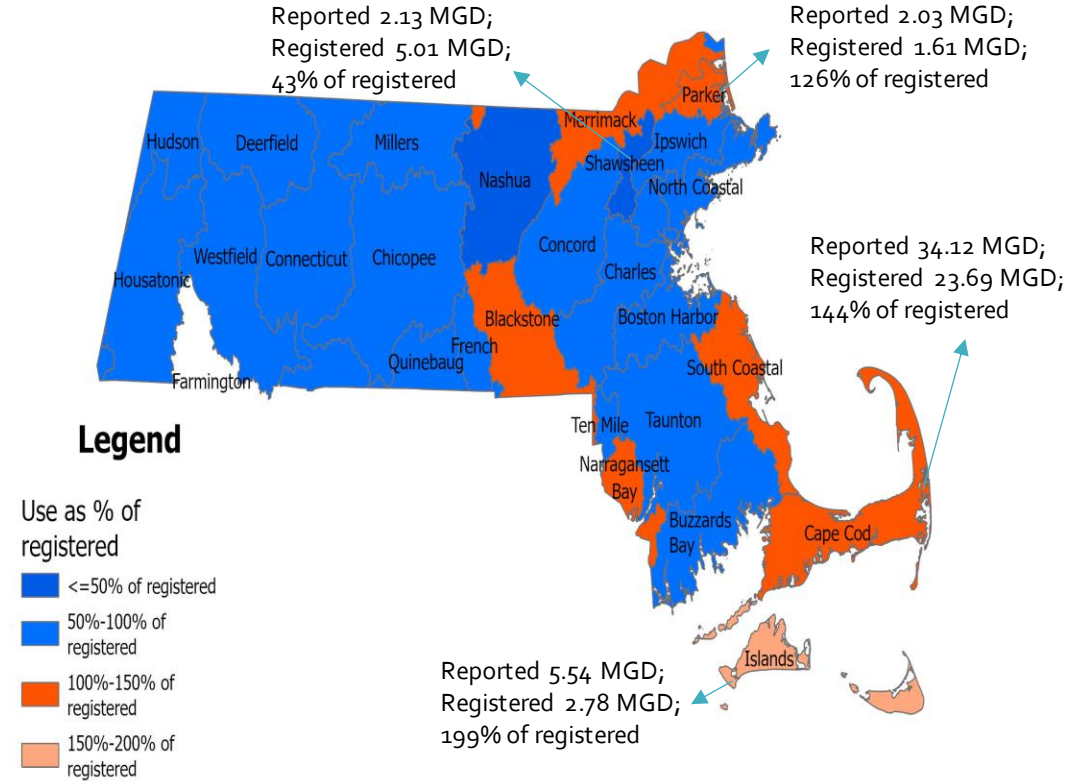 Reported 2.13 MGD;
Registered 5.01 MGD;
43% of registered
Reported 2.03 MGD;
Registered 1.61 MGD;
126% of registered
Parker
Merrimack
Hudson
Deerfield
Millers
Ipswich
Shawsheen
Nashua
North Coastal
Concord
Westfield
Connecticut
Chicopee
Charles
Housatonic
Reported 34.12 MGD;
Registered 23.69 MGD;
144% of registered
Blackstone
Boston Harbor
French
Quinebaug
South Coastal
Farmington
Ten Mile
Taunton
Narragansett
Bay
Buzzards
Bay
Cape Cod
Islands
Reported 5.54 MGD;
Registered 2.78 MGD;
199% of registered
Legend
Use as % of
registered
<=50% of registered
50%-100% of
registered
100%-150% of
registered
150%-200% of
registered